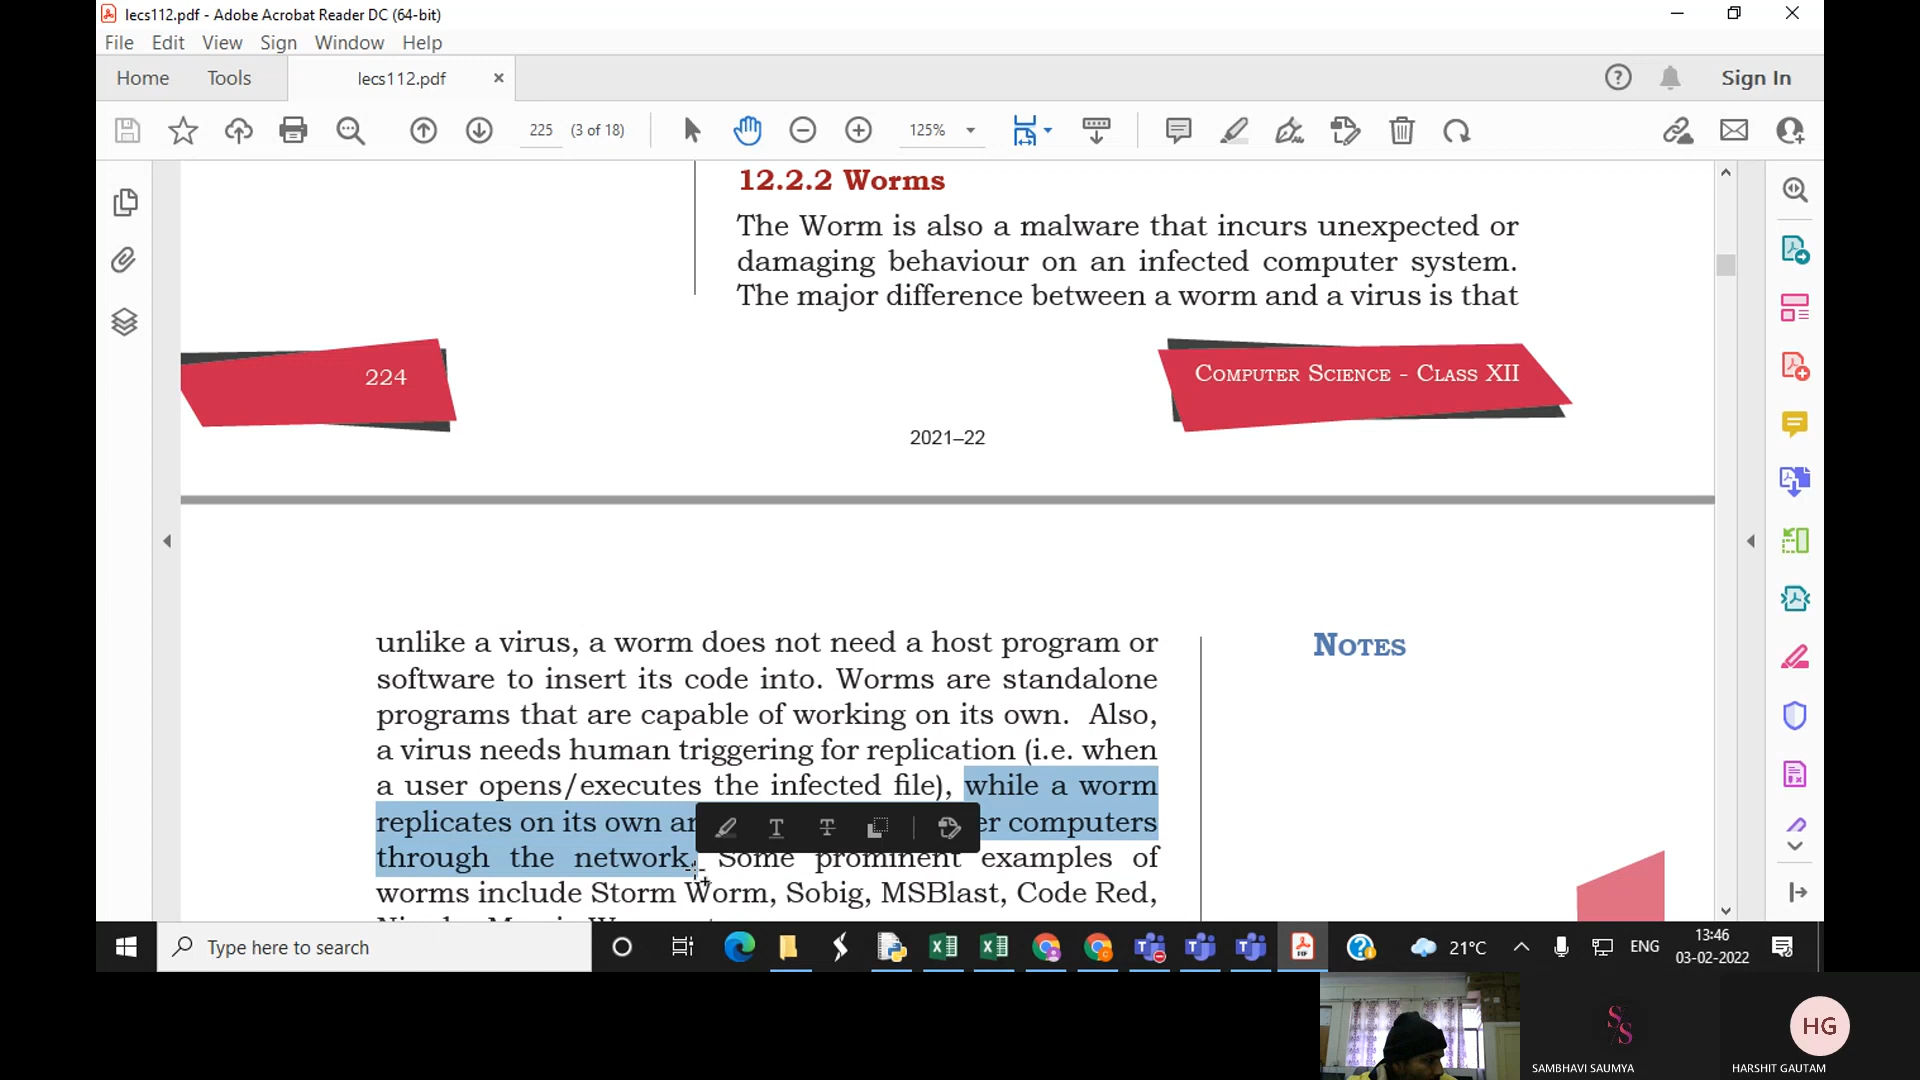 lecs112.pdf - Adobe Acrobat Reader DC (64-bit)
File Edit View Sign Window Help
Home Tools lecs112.pdf Sign In
225 (3 of 18) 125%
12.2.2 Worms
The Worm is also a malware that incurs unexpected or
damaging behaviour on an infected computer system.
The major difference between a worm and a virus is that
224
Computer Science - Class XII
2021–22
unlike a virus, a worm does not need a host program or
software to insert its code into. Worms are standalone
programs that are capable of working on its own. Also,
a virus needs human triggering for replication (i.e. when
a user opens/executes the infected file), while a worm
replicates on its own computers
through the network. Some prominent examples of
worms include Storm Worm, Sobig, MSBlast, Code Red,
Notes
Type here to search
21°C
ENG
13:46
03-02-2022
SS
SAMBHAVI SAUMYA
HG
HARSHIT GAUTAM